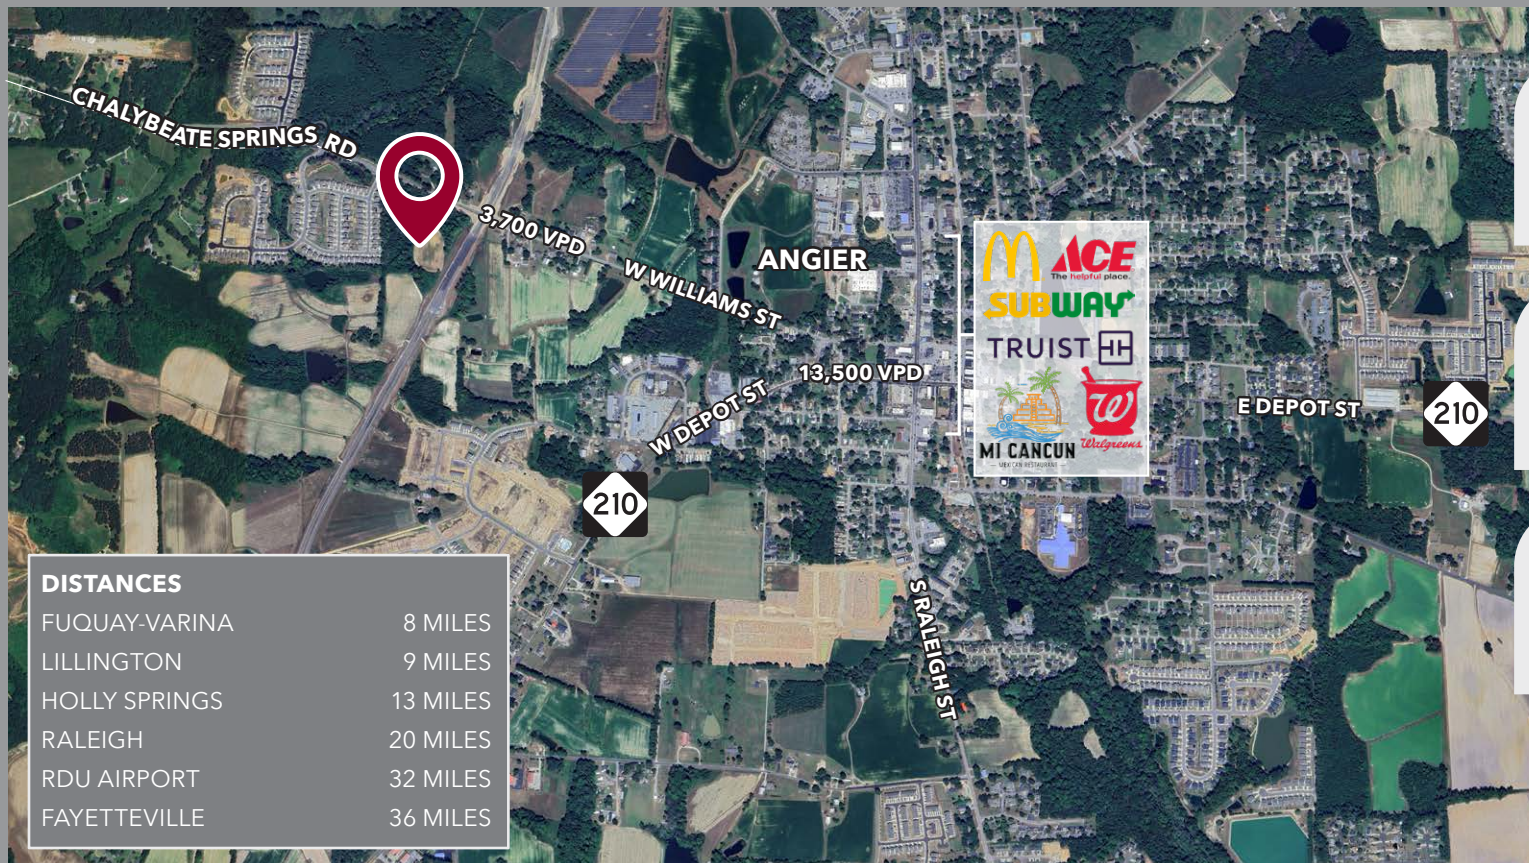 CHALYBEATE SPRINGS RD
3,700 VPD
W WILLIAMS ST
ANGIER
ACE
The helpful place.
SUBWAY
TRUIST
13,500 VPD
W DEPOT ST
E DEPOT ST
210
MI CANCUN
MEXICAN RESTAURANT
W
Walgreens
210
S RALEIGH ST
DISTANCES
FUQUAY-VARINA 8 MILES
LILLINGTON 9 MILES
HOLLY SPRINGS 13 MILES
RALEIGH 20 MILES
RDU AIRPORT 32 MILES
FAYETTEVILLE 36 MILES